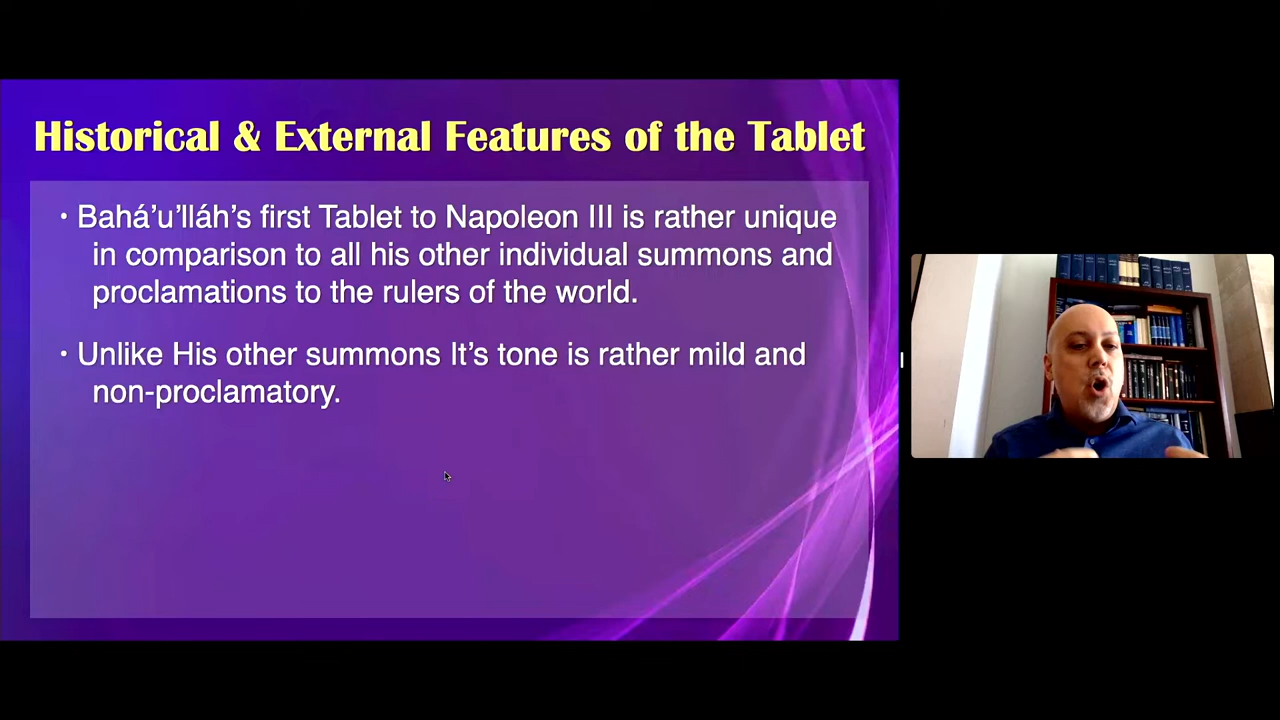 Historical & External Features of the Tablet
• Bahá’u’lláh’s first Tablet to Napoleon III is rather unique
in comparison to all his other individual summons and
proclamations to the rulers of the world.
• Unlike His other summons It’s tone is rather mild and
non-proclamatory.